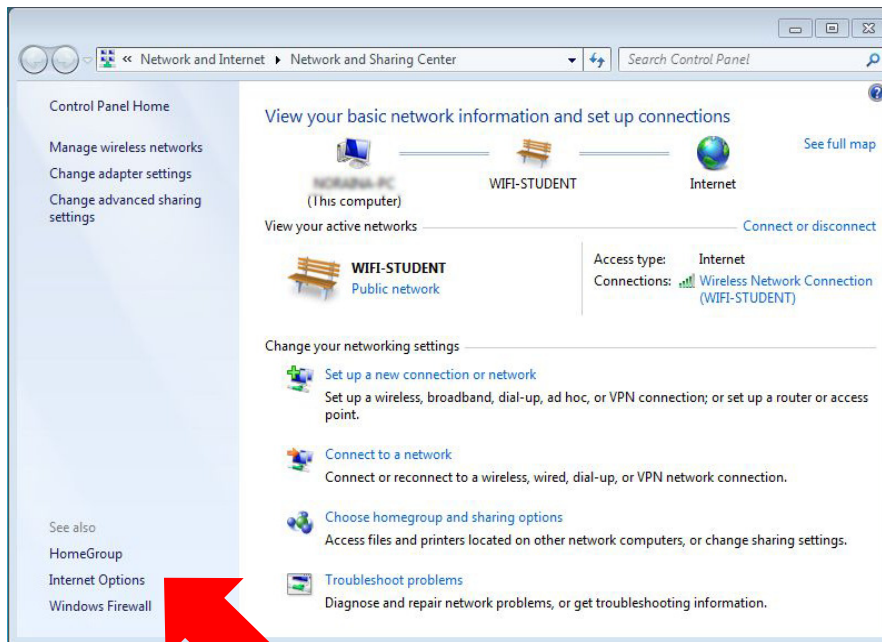 « Network and Internet ▸ Network and Sharing Center
Search Control Panel
Control Panel Home
Manage wireless networks
Change adapter settings
Change advanced sharing
settings
See also
HomeGroup
Internet Options
Windows Firewall
View your basic network information and set up connections
See full map
(This computer)
WIFI-STUDENT
Internet
View your active networks
Connect or disconnect
WIFI-STUDENT
Public network
Access type: Internet
Connections: Wireless Network Connection
(WIFI-STUDENT)
Change your networking settings
Set up a new connection or network
Set up a wireless, broadband, dial-up, ad hoc, or VPN connection; or set up a router or access
point.
Connect to a network
Connect or reconnect to a wireless, wired, dial-up, or VPN network connection.
Choose homegroup and sharing options
Access files and printers located on other network computers, or change sharing settings.
Troubleshoot problems
Diagnose and repair network problems, or get troubleshooting information.